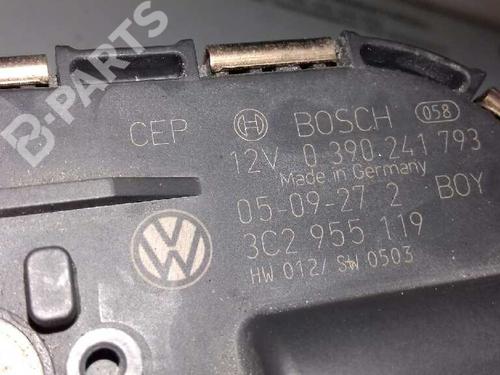 B-PARTS
CEP BOSCH 058
12V 0 390 241 793
Made in Germany
05-09-27 2 BOY
3C2 955 119
HW 012/ SW 0503